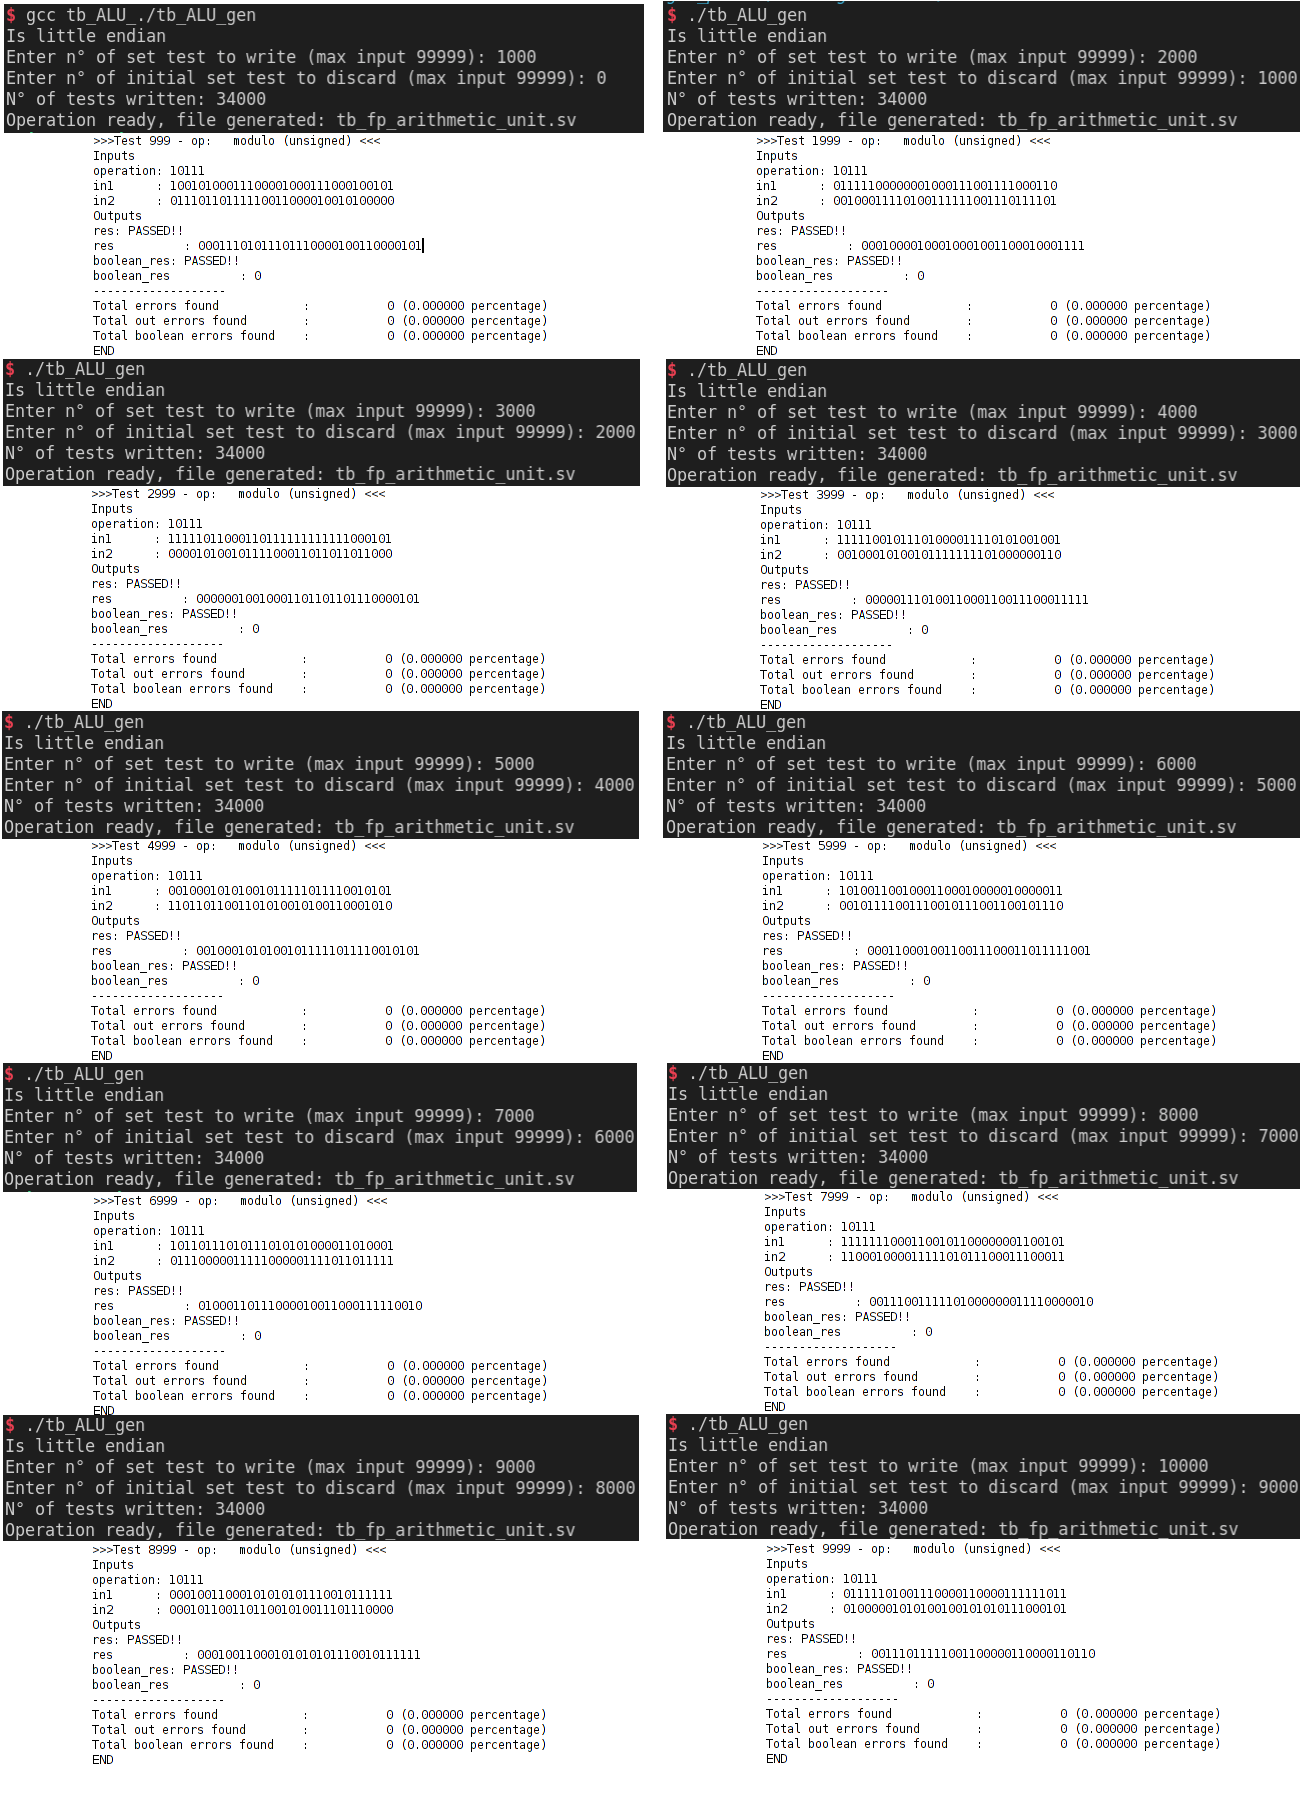 $ gcc tb_ALU_./tb_ALU_gen
Is little endian
Enter n° of set test to write (max input 99999): 1000
Enter n° of initial set test to discard (max input 99999): 0
N° of tests written: 34000
Operation ready, file generated: tb_fp_arithmetic_unit.sv
>>>Test 999 - op:   modulo (unsigned) <<<
Inputs
operation: 10111
in1      : 10010100011100001000111000100101
in2      : 01110110111110011000010010100000
Outputs
res: PASSED!!
res          : 00011101011101110000100110000101
boolean_res: PASSED!!
boolean_res          : 0
-------------------
Total errors found            :           0 (0.000000 percentage)
Total out errors found        :           0 (0.000000 percentage)
Total boolean errors found    :           0 (0.000000 percentage)
END
$ ./tb_ALU_gen
Is little endian
Enter n° of set test to write (max input 99999): 2000
Enter n° of initial set test to discard (max input 99999): 1000
N° of tests written: 34000
Operation ready, file generated: tb_fp_arithmetic_unit.sv
>>>Test 1999 - op:   modulo (unsigned) <<<
Inputs
operation: 10111
in1      : 01111100000001000111001111000110
in2      : 00100011110100111111001110111101
Outputs
res: PASSED!!
res          : 00010000100010001001100010001111
boolean_res: PASSED!!
boolean_res          : 0
-------------------
Total errors found            :           0 (0.000000 percentage)
Total out errors found        :           0 (0.000000 percentage)
Total boolean errors found    :           0 (0.000000 percentage)
END
$ ./tb_ALU_gen
Is little endian
Enter n° of set test to write (max input 99999): 3000
Enter n° of initial set test to discard (max input 99999): 2000
N° of tests written: 34000
Operation ready, file generated: tb_fp_arithmetic_unit.sv
>>>Test 2999 - op:   modulo (unsigned) <<<
Inputs
operation: 10111
in1      : 11111011000110111111111111000101
in2      : 00001010010111100011011011011000
Outputs
res: PASSED!!
res          : 00000010010001101101101110000101
boolean_res: PASSED!!
boolean_res          : 0
-------------------
Total errors found            :           0 (0.000000 percentage)
Total out errors found        :           0 (0.000000 percentage)
Total boolean errors found    :           0 (0.000000 percentage)
END
$ ./tb_ALU_gen
Is little endian
Enter n° of set test to write (max input 99999): 4000
Enter n° of initial set test to discard (max input 99999): 3000
N° of tests written: 34000
Operation ready, file generated: tb_fp_arithmetic_unit.sv
>>>Test 3999 - op:   modulo (unsigned) <<<
Inputs
operation: 10111
in1      : 11111001011101000011110101001001
in2      : 00100010100101111111101000000110
Outputs
res: PASSED!!
res          : 00000111010011000110011100011111
boolean_res: PASSED!!
boolean_res          : 0
-------------------
Total errors found            :           0 (0.000000 percentage)
Total out errors found        :           0 (0.000000 percentage)
Total boolean errors found    :           0 (0.000000 percentage)
END
$ ./tb_ALU_gen
Is little endian
Enter n° of set test to write (max input 99999): 5000
Enter n° of initial set test to discard (max input 99999): 4000
N° of tests written: 34000
Operation ready, file generated: tb_fp_arithmetic_unit.sv
>>>Test 4999 - op:   modulo (unsigned) <<<
Inputs
operation: 10111
in1      : 00100010101001011111011110010101
in2      : 11011011001101010010100110001010
Outputs
res: PASSED!!
res          : 00100010101001011111011110010101
boolean_res: PASSED!!
boolean_res          : 0
-------------------
Total errors found            :           0 (0.000000 percentage)
Total out errors found        :           0 (0.000000 percentage)
Total boolean errors found    :           0 (0.000000 percentage)
END
$ ./tb_ALU_gen
Is little endian
Enter n° of set test to write (max input 99999): 6000
Enter n° of initial set test to discard (max input 99999): 5000
N° of tests written: 34000
Operation ready, file generated: tb_fp_arithmetic_unit.sv
>>>Test 5999 - op:   modulo (unsigned) <<<
Inputs
operation: 10111
in1      : 10100110010001100010000010000011
in2      : 00101111001110010111001100101110
Outputs
res: PASSED!!
res          : 00011000100110011100011011111001
boolean_res: PASSED!!
boolean_res          : 0
-------------------
Total errors found            :           0 (0.000000 percentage)
Total out errors found        :           0 (0.000000 percentage)
Total boolean errors found    :           0 (0.000000 percentage)
END
$ ./tb_ALU_gen
Is little endian
Enter n° of set test to write (max input 99999): 7000
Enter n° of initial set test to discard (max input 99999): 6000
N° of tests written: 34000
Operation ready, file generated: tb_fp_arithmetic_unit.sv
>>>Test 6999 - op:   modulo (unsigned) <<<
Inputs
operation: 10111
in1      : 10110111010111010101000011010001
in2      : 01110000011111000001111011011111
Outputs
res: PASSED!!
res          : 01000110111000010011000111110010
boolean_res: PASSED!!
boolean_res          : 0
-------------------
Total errors found            :           0 (0.000000 percentage)
Total out errors found        :           0 (0.000000 percentage)
Total boolean errors found    :           0 (0.000000 percentage)
END
$ ./tb_ALU_gen
Is little endian
Enter n° of set test to write (max input 99999): 8000
Enter n° of initial set test to discard (max input 99999): 7000
N° of tests written: 34000
Operation ready, file generated: tb_fp_arithmetic_unit.sv
>>>Test 7999 - op:   modulo (unsigned) <<<
Inputs
operation: 10111
in1      : 11111110001100101100000001100101
in2      : 11000100001111101011100011100011
Outputs
res: PASSED!!
res          : 00111001111101000000011110000010
boolean_res: PASSED!!
boolean_res          : 0
-------------------
Total errors found            :           0 (0.000000 percentage)
Total out errors found        :           0 (0.000000 percentage)
Total boolean errors found    :           0 (0.000000 percentage)
END
$ ./tb_ALU_gen
Is little endian
Enter n° of set test to write (max input 99999): 9000
Enter n° of initial set test to discard (max input 99999): 8000
N° of tests written: 34000
Operation ready, file generated: tb_fp_arithmetic_unit.sv
>>>Test 8999 - op:   modulo (unsigned) <<<
Inputs
operation: 10111
in1      : 00010011000101010101110010111111
in2      : 00010110011011001010011101110000
Outputs
res: PASSED!!
res          : 00010011000101010101110010111111
boolean_res: PASSED!!
boolean_res          : 0
-------------------
Total errors found            :           0 (0.000000 percentage)
Total out errors found        :           0 (0.000000 percentage)
Total boolean errors found    :           0 (0.000000 percentage)
END
$ ./tb_ALU_gen
Is little endian
Enter n° of set test to write (max input 99999): 10000
Enter n° of initial set test to discard (max input 99999): 9000
N° of tests written: 34000
Operation ready, file generated: tb_fp_arithmetic_unit.sv
>>>Test 9999 - op:   modulo (unsigned) <<<
Inputs
operation: 10111
in1      : 01111101001110000110000111111011
in2      : 01000001010100100101010111000101
Outputs
res: PASSED!!
res          : 00111011111001100000110000110110
boolean_res: PASSED!!
boolean_res          : 0
-------------------
Total errors found            :           0 (0.000000 percentage)
Total out errors found        :           0 (0.000000 percentage)
Total boolean errors found    :           0 (0.000000 percentage)
END